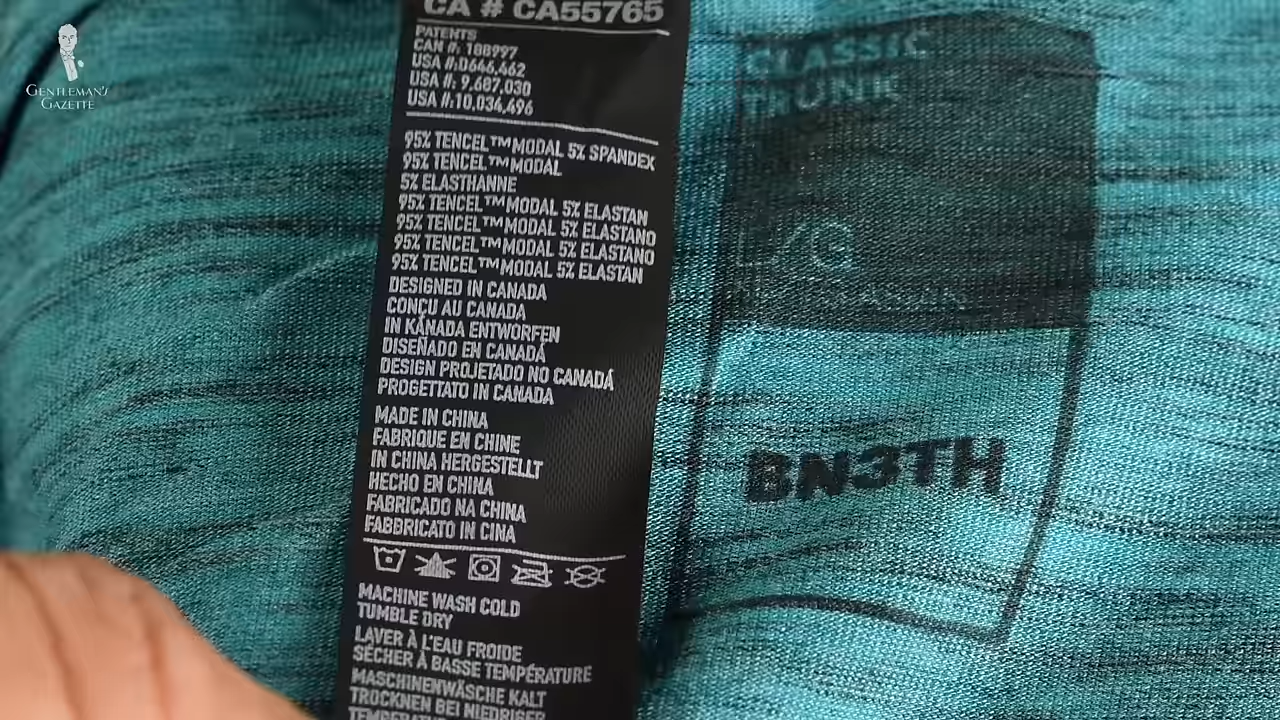 GENTLEMAN'S
GAZETTE
CA # CA55765
PATENTS
CAN #: 188997
USA #:D646,462
USA #: 9,687,030
USA #:10,034,496
95% TENCEL™MODAL 5% SPANDEX
95% TENCEL™MODAL
5% ELASTHANNE
95% TENCEL™MODAL 5% ELASTAN
95% TENCEL™MODAL 5% ELASTANO
95% TENCEL™MODAL 5% ELASTANO
95% TENCEL™MODAL 5% ELASTAN
DESIGNED IN CANADA
CONÇU AU CANADA
IN KANADA ENTWORFEN
DISEÑADO EN CANADÁ
DESIGN PROJETADO NO CANADÁ
PROGETTATO IN CANADA
MADE IN CHINA
FABRIQUE EN CHINE
IN CHINA HERGESTELLT
HECHO EN CHINA
FABRICADO NA CHINA
FABBRICATO IN CINA
MACHINE WASH COLD
TUMBLE DRY
LAVER À L'EAU FROIDE
SÉCHER À BASSE TEMPÉRATURE
MASCHINENWÄSCHE KALT
TROCKNEN BEI NIEDRIGER
CLASSIC
TRUNK
BN3TH